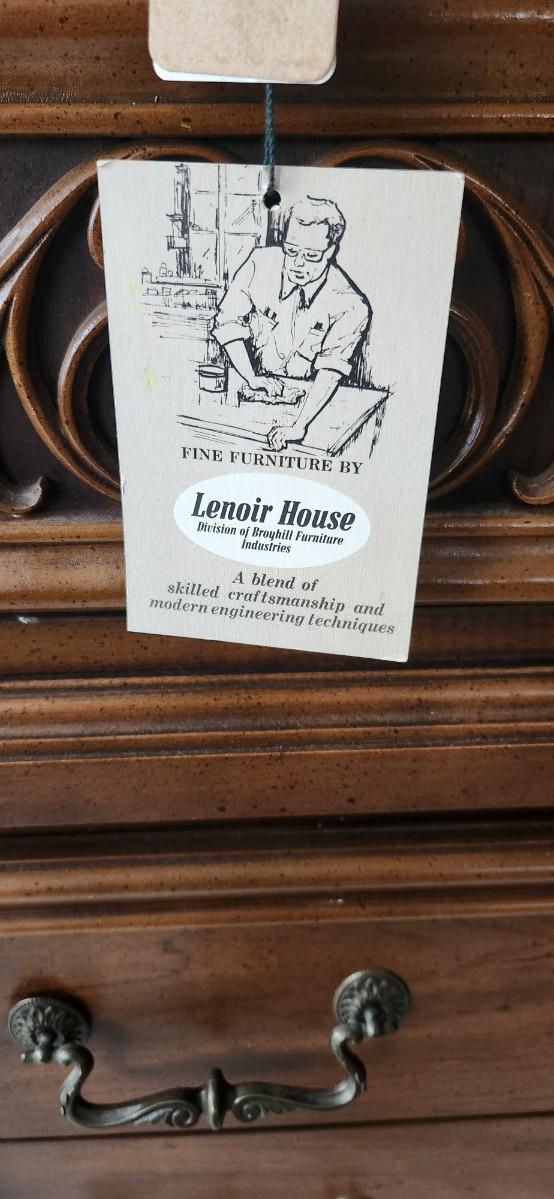 FINE FURNITURE BY
Lenoir House
Division of Broyhill Furniture
Industries
A blend of
skilled craftsmanship and
modern engineering techniques